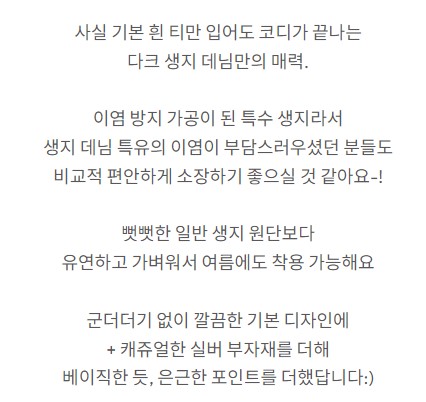 사실 기본 흰 티만 입어도 코디가 끝나는
다크 생지 데님만의 매력.
이염 방지 가공이 된 특수 생지라서
생지 데님 특유의 이염이 부담스러우셨던 분들도
비교적 편안하게 소장하기 좋으실 것 같아요-!
뻣뻣한 일반 생지 원단보다
유연하고 가벼워서 여름에도 착용 가능해요
군더더기 없이 깔끔한 기본 디자인에
+ 캐쥬얼한 실버 부자재를 더해
베이직한 듯, 은근한 포인트를 더했답니다:)